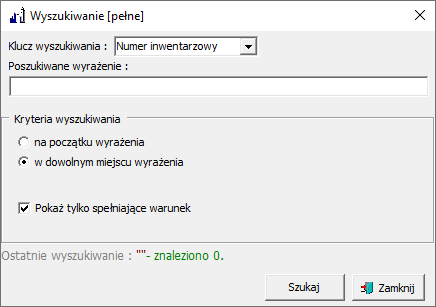 Wyszukiwanie [pełne]
Klucz wyszukiwania : Numer inwentarzowy
Poszukiwane wyrażenie :
Kryteria wyszukiwania
na początku wyrażenia
w dowolnym miejscu wyrażenia
Pokaż tylko spełniające warunek
Ostatnie wyszukiwanie : ""- znaleziono 0.
Szukaj Zamknij